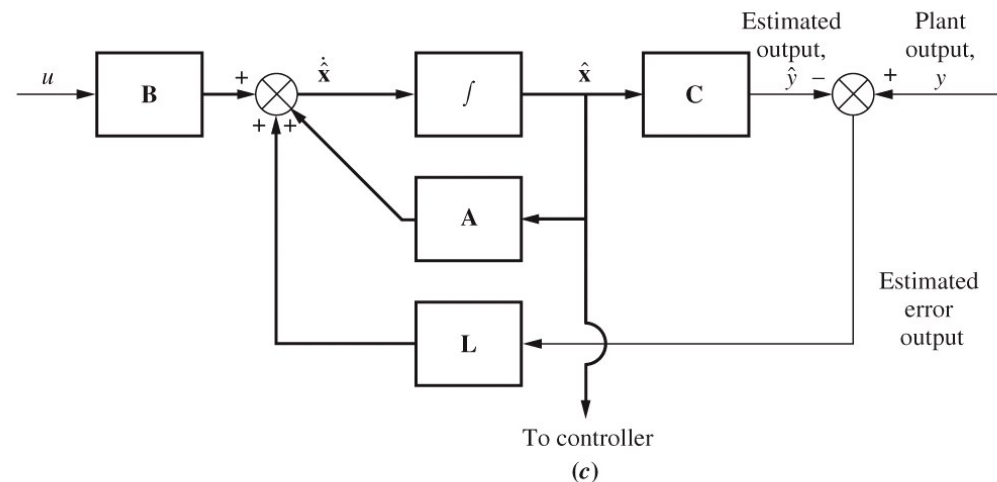 Estimated
output,
Plant
output,
u
B
+
+
+
x̂̇
∫
x̂
C
ŷ
−
+
y
A
L
Estimated
error
output
To controller
(c)